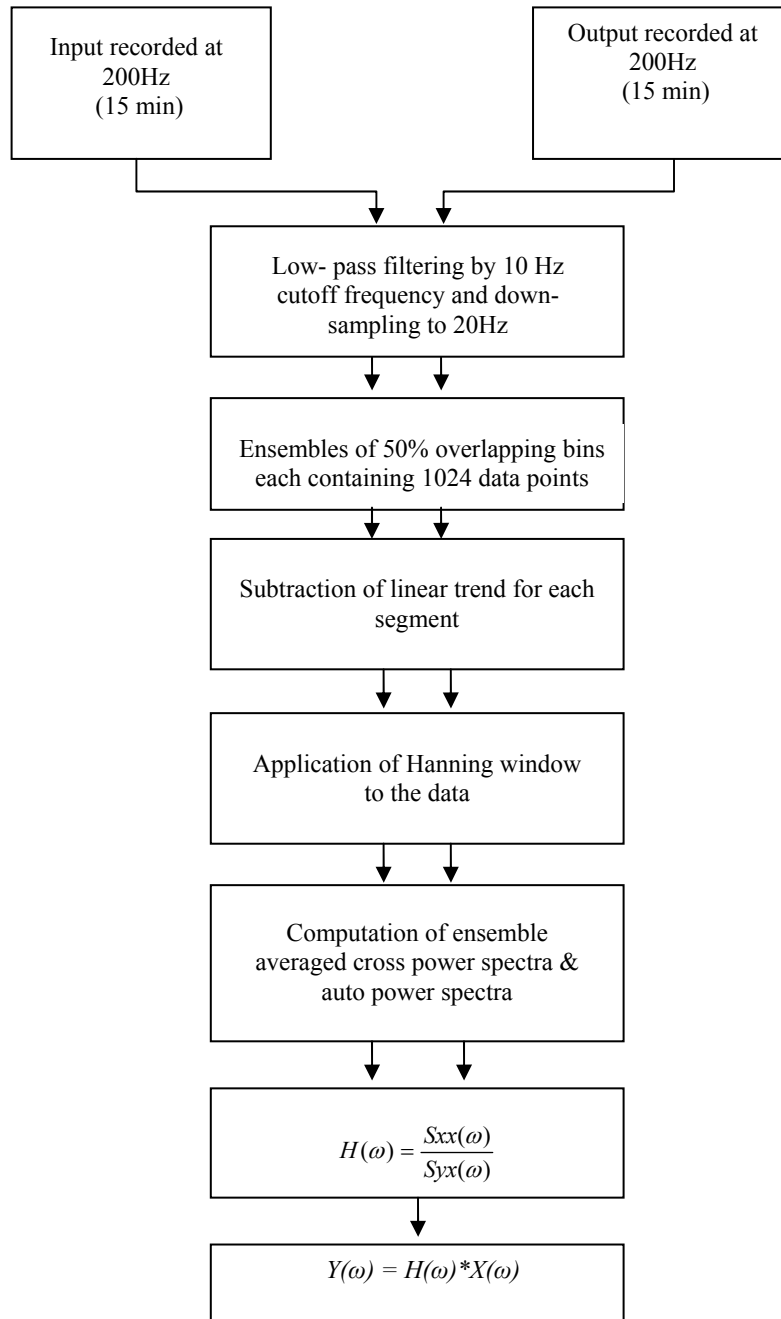 Input recorded at
200Hz
(15 min)
Output recorded at
200Hz
(15 min)
Low- pass filtering by 10 Hz
cutoff frequency and down-
sampling to 20Hz
Ensembles of 50% overlapping bins
each containing 1024 data points
Subtraction of linear trend for each
segment
Application of Hanning window
to the data
Computation of ensemble
averaged cross power spectra &
auto power spectra
H(ω) = Sxx(ω) / Syx(ω)
Y(ω) = H(ω)*X(ω)